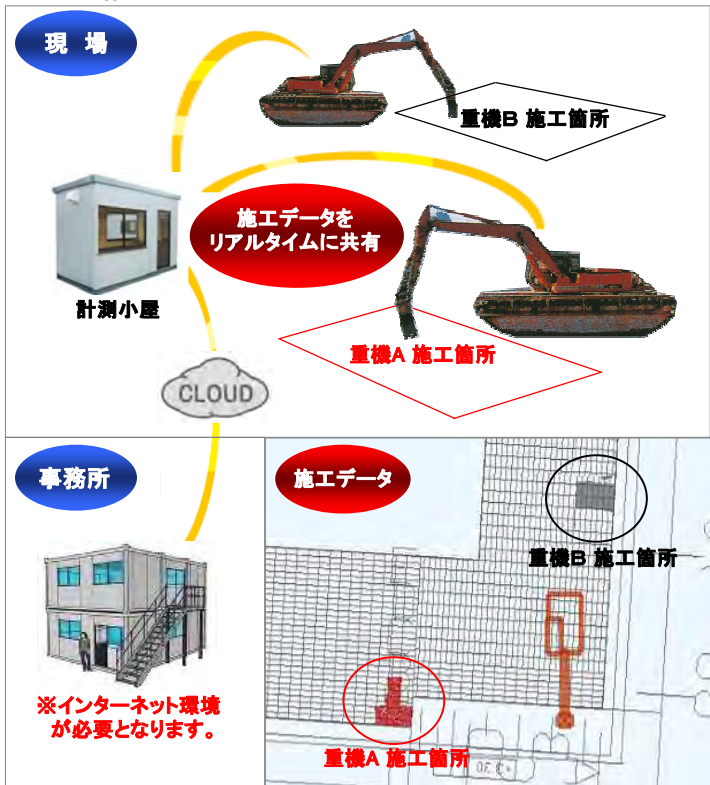 現 場
重機B 施工箇所
施工データを
リアルタイムに共有
計測小屋
重機A 施工箇所
CLOUD
事務所
施工データ
重機B 施工箇所
※インターネット環境
が必要となります。
重機A 施工箇所